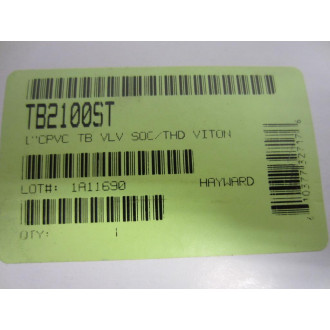 TB2100ST
1"CPVC TB VLV SOC/THD VITON
LOT#: 1A11690
HAYWARD
QTY: 1